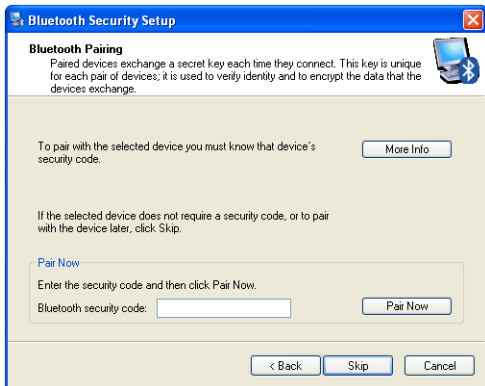 Bluetooth Security Setup
Bluetooth Pairing
Paired devices exchange a secret key each time they connect. This key is unique
for each pair of devices; it is used to verify identity and to encrypt the data that the
devices exchange.
To pair with the selected device you must know that device's
security code.
More Info
If the selected device does not require a security code, or to pair
with the device later, click Skip.
Pair Now
Enter the security code and then click Pair Now.
Bluetooth security code:
Pair Now
< Back
Skip
Cancel